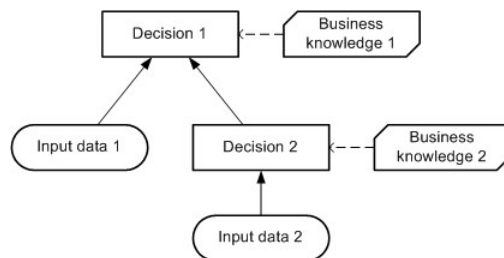 Decision 1
Business
knowledge 1
Input data 1
Decision 2
Business
knowledge 2
Input data 2